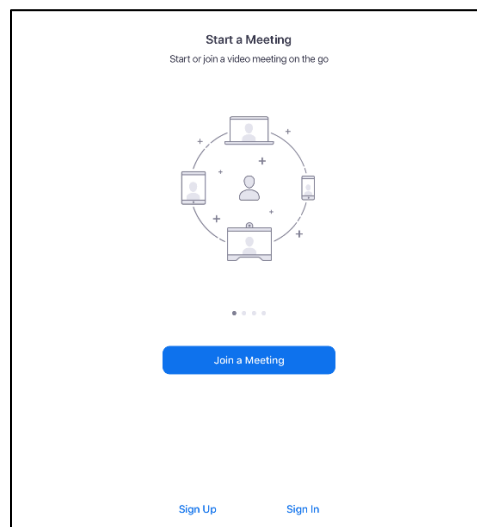 Start a Meeting
Start or join a video meeting on the go
Join a Meeting
Sign Up Sign In